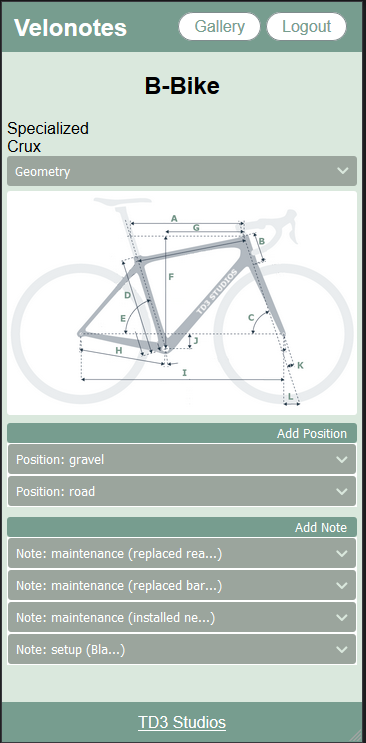 Velonotes
Gallery
Logout
B-Bike
Specialized
Crux
Geometry
A
G
B
F
D
TD3 STUDIOS
E
C
J
H
I
K
L
Add Position
Position: gravel
Position: road
Add Note
Note: maintenance (replaced rea...)
Note: maintenance (replaced bar...)
Note: maintenance (installed ne...)
Note: setup (Bla...)
TD3 Studios